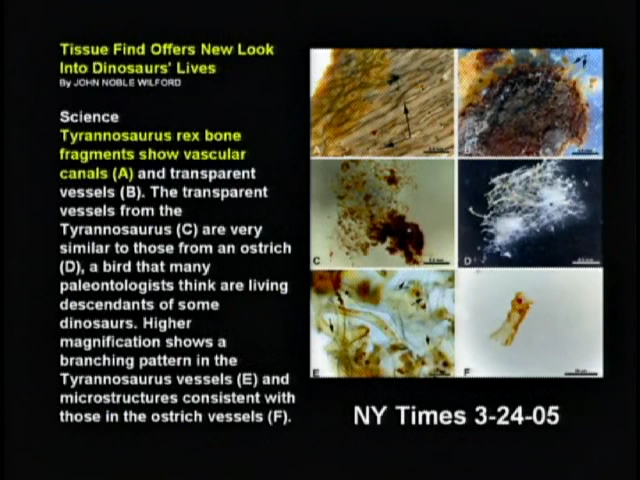 Tissue Find Offers New Look
Into Dinosaurs' Lives
By JOHN NOBLE WILFORD
Science
Tyrannosaurus rex bone
fragments show vascular
canals (A) and transparent
vessels (B). The transparent
vessels from the
Tyrannosaurus (C) are very
similar to those from an ostrich
(D), a bird that many
paleontologists think are living
descendants of some
dinosaurs. Higher
magnification shows a
branching pattern in the
Tyrannosaurus vessels (E) and
microstructures consistent with
those in the ostrich vessels (F).
A
B
C
D
E
F
NY Times 3-24-05